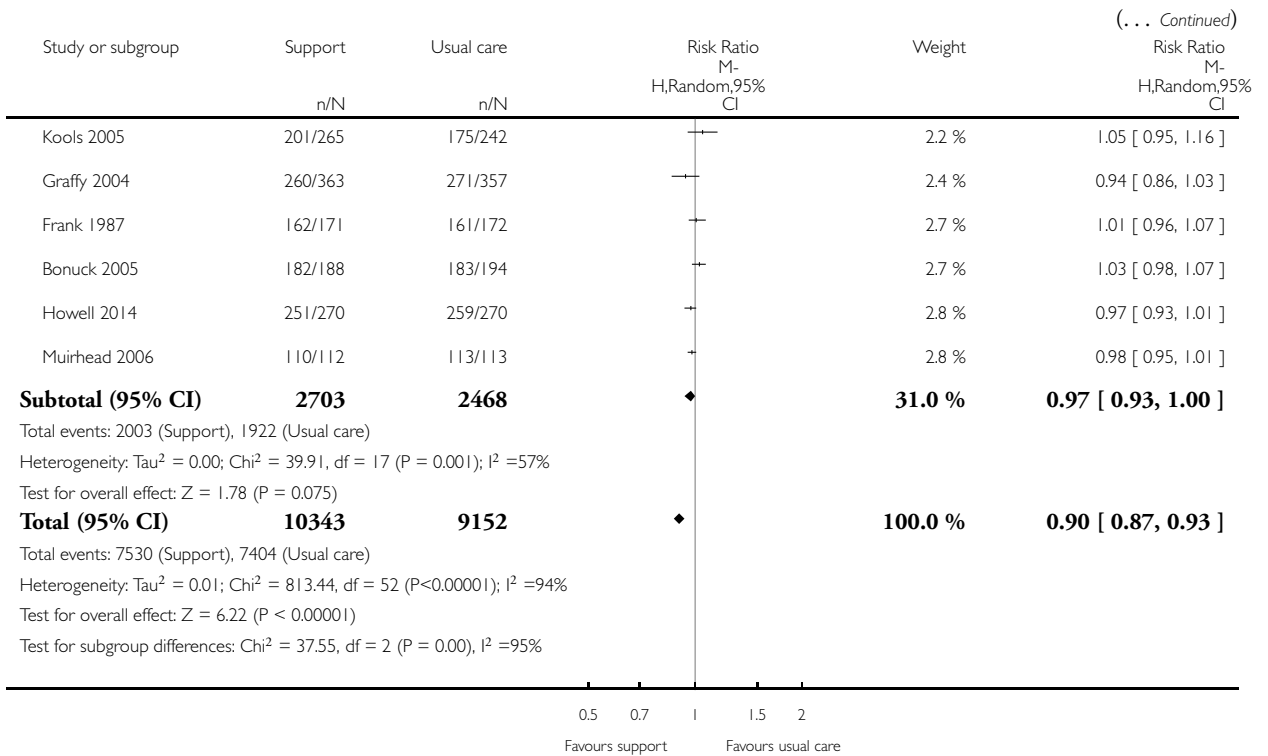 (... Continued)
Study or subgroup Support Usual care Risk Ratio Weight Risk Ratio
M- M-
H,Random,95% H,Random,95%
n/N n/N CI CI
Kools 2005 201/265 175/242 2.2 % 1.05 [ 0.95, 1.16 ]
Graffy 2004 260/363 271/357 2.4 % 0.94 [ 0.86, 1.03 ]
Frank 1987 162/171 161/172 2.7 % 1.01 [ 0.96, 1.07 ]
Bonuck 2005 182/188 183/194 2.7 % 1.03 [ 0.98, 1.07 ]
Howell 2014 251/270 259/270 2.8 % 0.97 [ 0.93, 1.01 ]
Muirhead 2006 110/112 113/113 2.8 % 0.98 [ 0.95, 1.01 ]
Subtotal (95% CI) 2703 2468 31.0 % 0.97 [ 0.93, 1.00 ]
Total events: 2003 (Support), 1922 (Usual care)
Heterogeneity: Tau² = 0.00; Chi² = 39.91, df = 17 (P = 0.001); I² =57%
Test for overall effect: Z = 1.78 (P = 0.075)
Total (95% CI) 10343 9152 100.0 % 0.90 [ 0.87, 0.93 ]
Total events: 7530 (Support), 7404 (Usual care)
Heterogeneity: Tau² = 0.01; Chi² = 813.44, df = 52 (P<0.00001); I² =94%
Test for overall effect: Z = 6.22 (P < 0.00001)
Test for subgroup differences: Chi² = 37.55, df = 2 (P = 0.00), I² =95%
0.5 0.7 1 1.5 2
Favours support Favours usual care